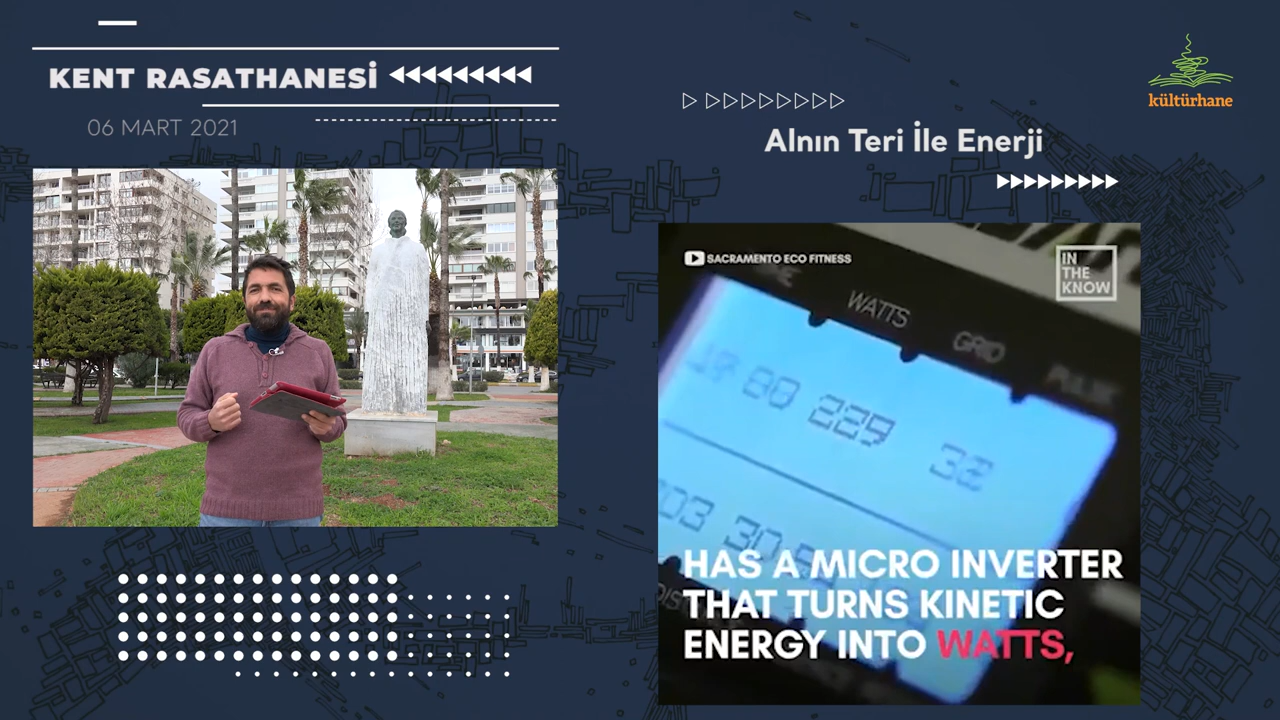 KENT RASATHANESİ
06 MART 2021
kültürhane
Alnın Teri İle Enerji
SACRAMENTO ECO FITNESS
IN
THE
KNOW
WATTS
GRID
PULSE
80 229 32
HAS A MICRO INVERTER
THAT TURNS KINETIC
ENERGY INTO WATTS,